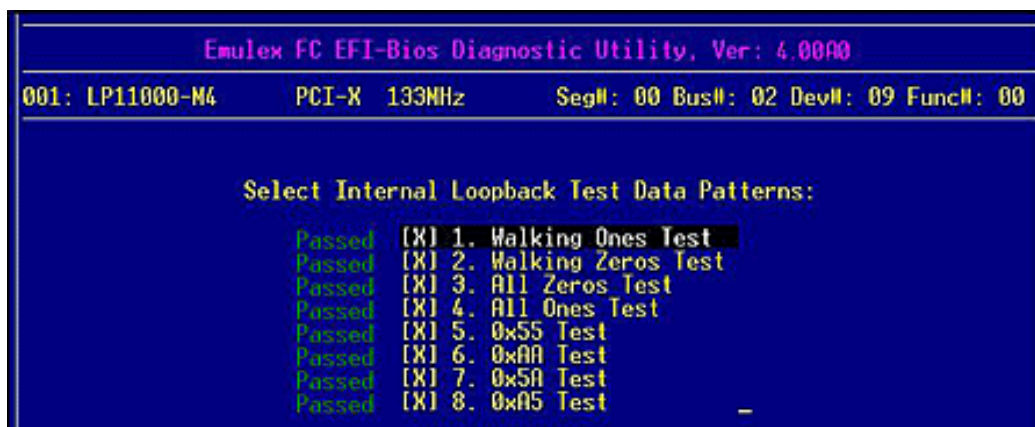 Emulex FC EFI-Bios Diagnostic Utility, Ver: 4.00A0
001: LP11000-M4 PCI-X 133MHz Seg#: 00 Bus#: 02 Dev#: 09 Func#: 00
Select Internal Loopback Test Data Patterns:
Passed [X] 1. Walking Ones Test
Passed [X] 2. Walking Zeros Test
Passed [X] 3. All Zeros Test
Passed [X] 4. All Ones Test
Passed [X] 5. 0x55 Test
Passed [X] 6. 0xAA Test
Passed [X] 7. 0x5A Test
Passed [X] 8. 0xA5 Test